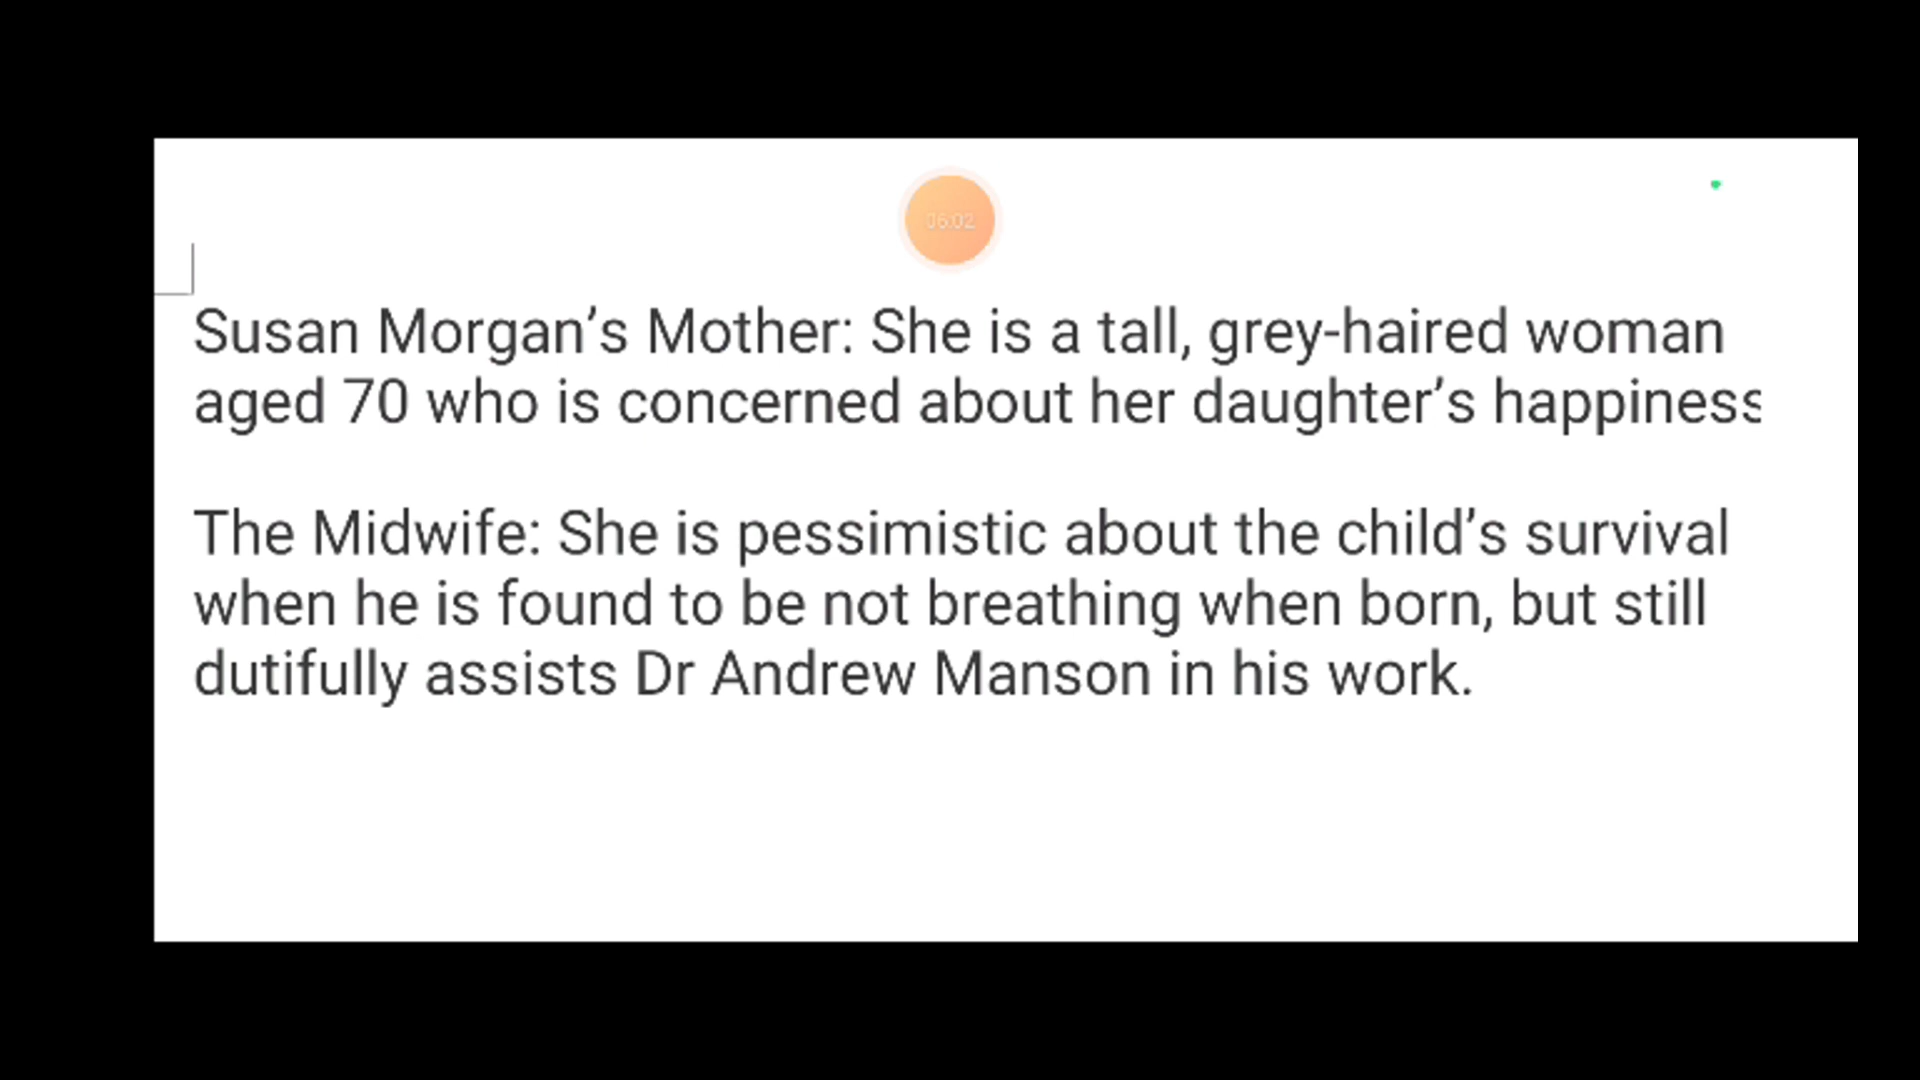 06:02
Susan Morgan’s Mother: She is a tall, grey-haired woman
aged 70 who is concerned about her daughter’s happiness
The Midwife: She is pessimistic about the child’s survival
when he is found to be not breathing when born, but still
dutifully assists Dr Andrew Manson in his work.